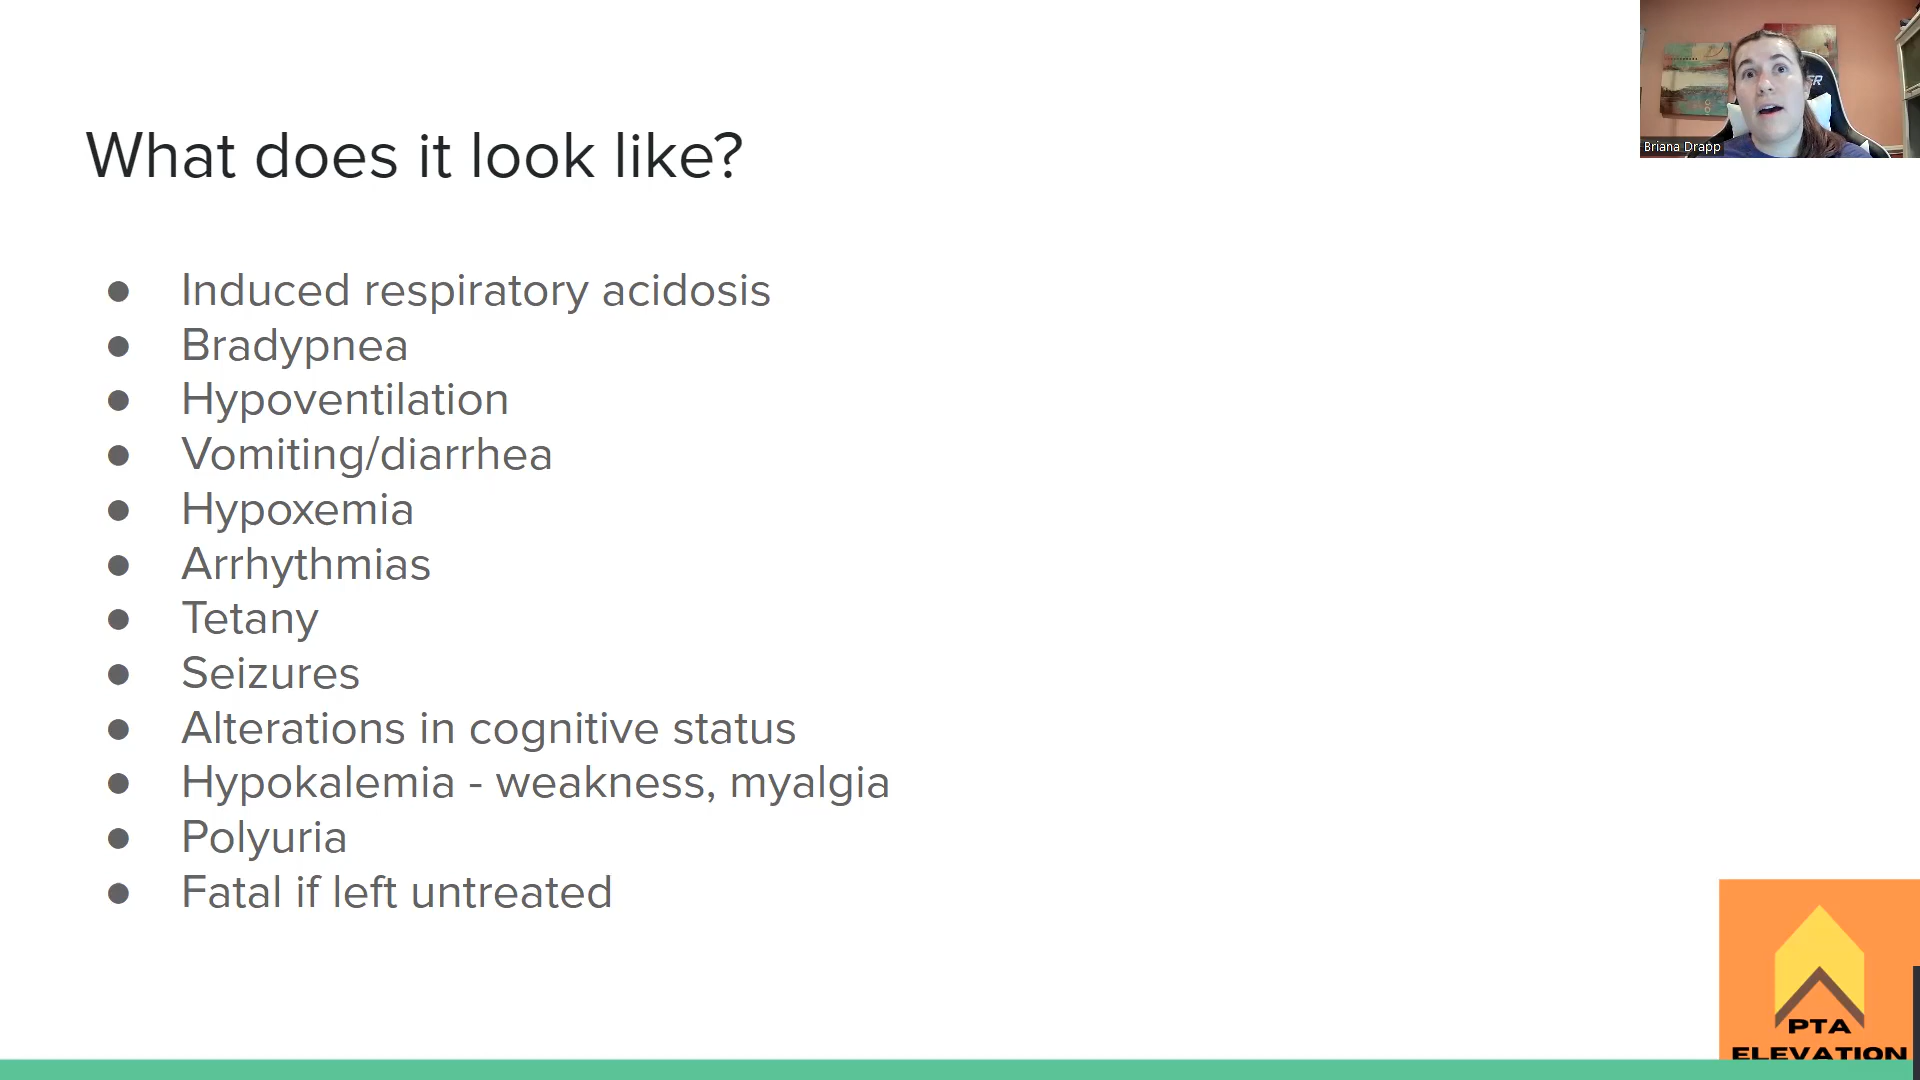 What does it look like?
● Induced respiratory acidosis
● Bradypnea
● Hypoventilation
● Vomiting/diarrhea
● Hypoxemia
● Arrhythmias
● Tetany
● Seizures
● Alterations in cognitive status
● Hypokalemia - weakness, myalgia
● Polyuria
● Fatal if left untreated
Briana Drapp
PTA
ELEVATION